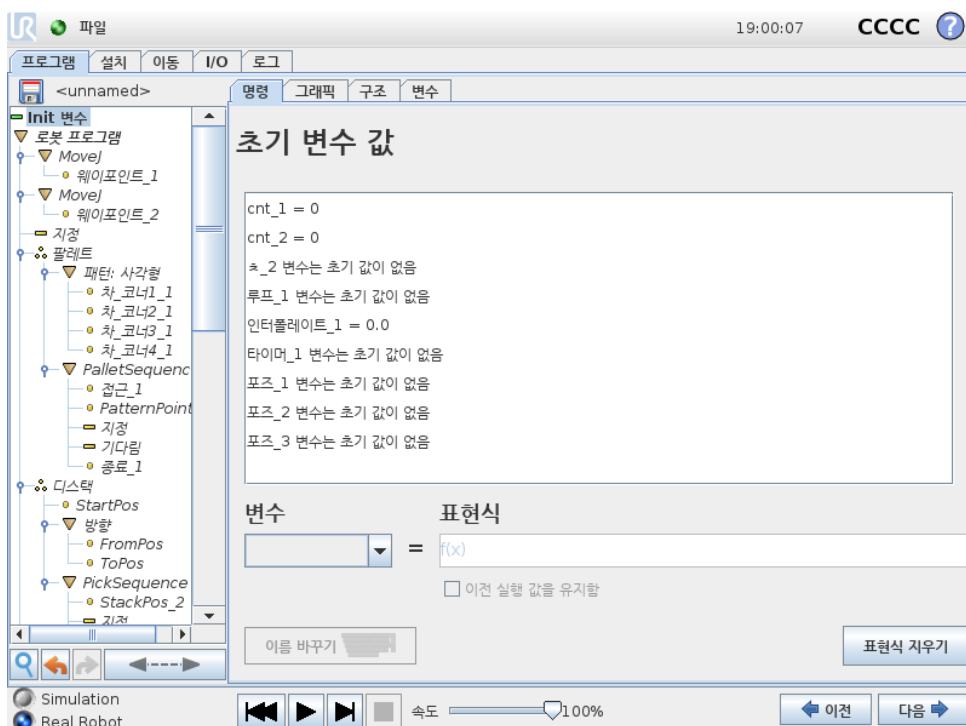 UR 파일 19:00:07 CCCC ?
프로그램 설치 이동 I/O 로그
<unnamed> 명령 그래픽 구조 변수
Init 변수
로봇 프로그램
MoveJ
웨이포인트_1
MoveJ
웨이포인트_2
지정
팔레트
패턴: 사각형
차_코너1_1
차_코너2_1
차_코너3_1
차_코너4_1
PalletSequenc
접근_1
PatternPoint
지정
기다림
종료_1
디스택
StartPos
방향
FromPos
ToPos
PickSequence
StackPos_2
지정
초기 변수 값
cnt_1 = 0
cnt_2 = 0
ㅊ_2 변수는 초기 값이 없음
루프_1 변수는 초기 값이 없음
인터폴레이트_1 = 0.0
타이머_1 변수는 초기 값이 없음
포즈_1 변수는 초기 값이 없음
포즈_2 변수는 초기 값이 없음
포즈_3 변수는 초기 값이 없음
변수 표현식
= f(x)
이전 실행 값을 유지함
이름 바꾸기 표현식 지우기
Simulation
Real Robot
속도 100% 이전 다음